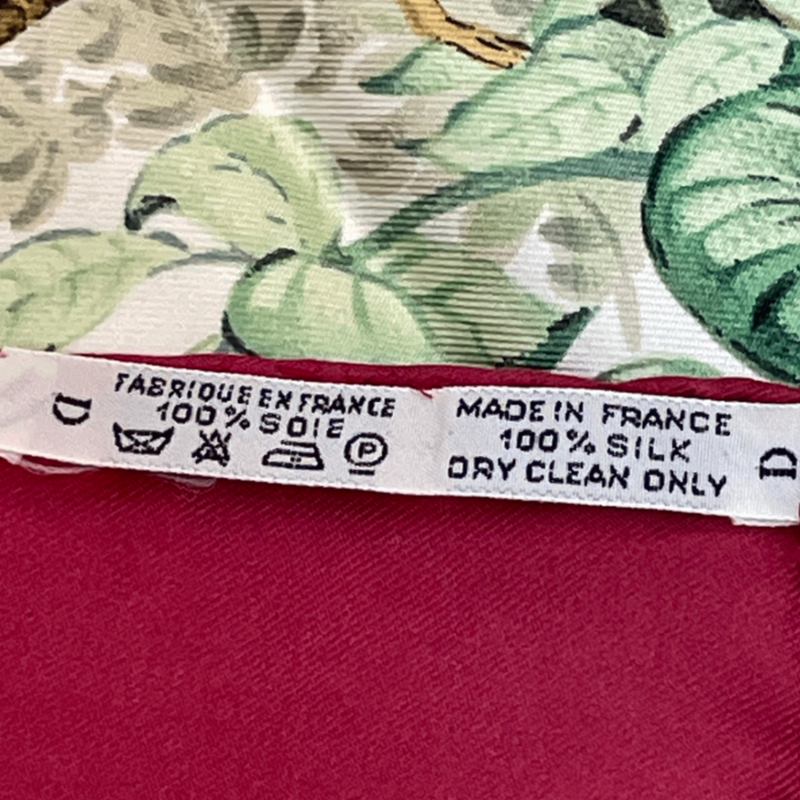 D
FABRIQUE EN FRANCE
100% SOIE
P
MADE IN FRANCE
100% SILK
DRY CLEAN ONLY
D